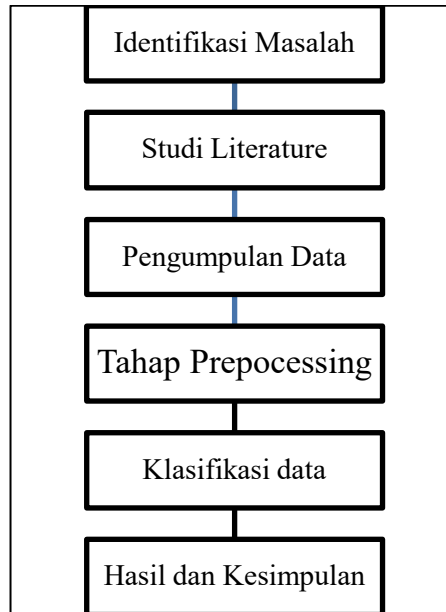 Identifikasi Masalah
Studi Literature
Pengumpulan Data
Tahap Prepocessing
Klasifikasi data
Hasil dan Kesimpulan